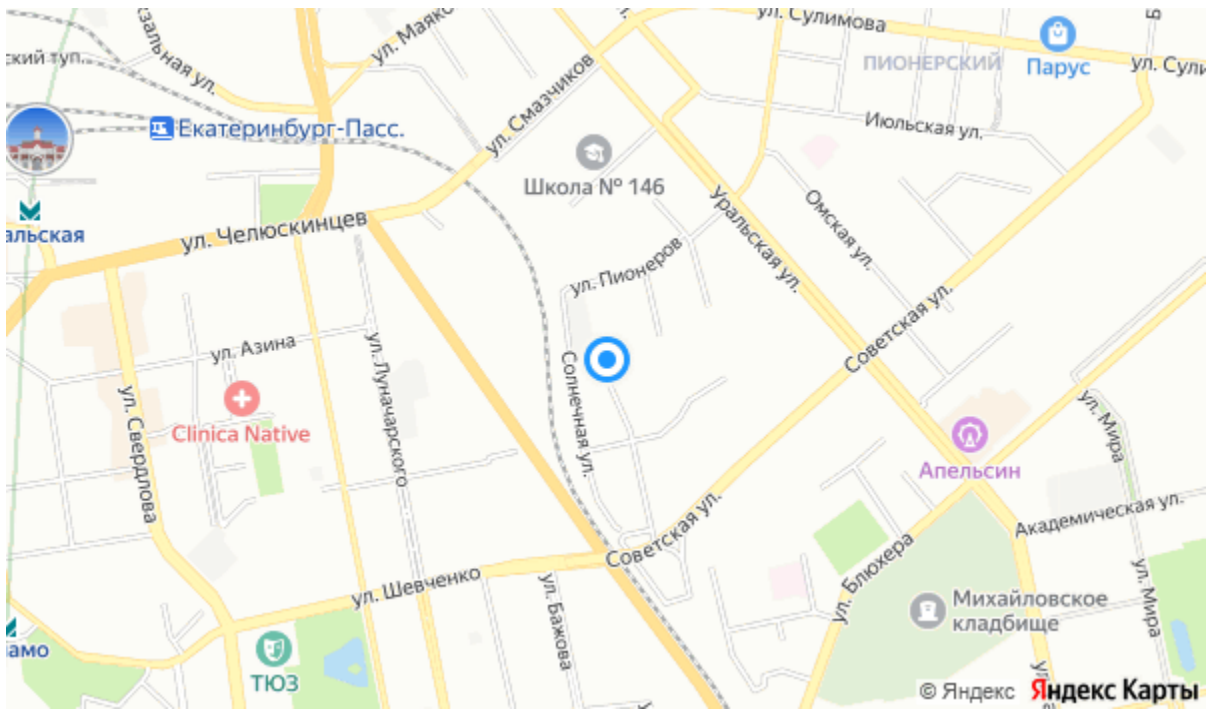 ул. Сулимова
кзальная ул.
ул. Маяко
ский туп.
ПИОНЕРСКИЙ
Парус
ул. Сули
Б
Екатеринбург-Пасс.
ул. Смазчиков
Июльская ул.
Школа № 146
альская
ул. Челюскинцев
Уральская ул.
Омская ул.
ул. Пионеров
Советская ул.
ул. Азина
ул. Луначарского
Солнечная ул.
ул. Свердлова
Clinica Native
ул. Мира
Апельсин
Академическая ул.
Советская ул.
ул. Блюхера
ул. Шевченко
ул. Бажова
Михайловское
кладбище
ул. Мира
амо
ТЮЗ
ул.
© Яндекс Яндекс Карты